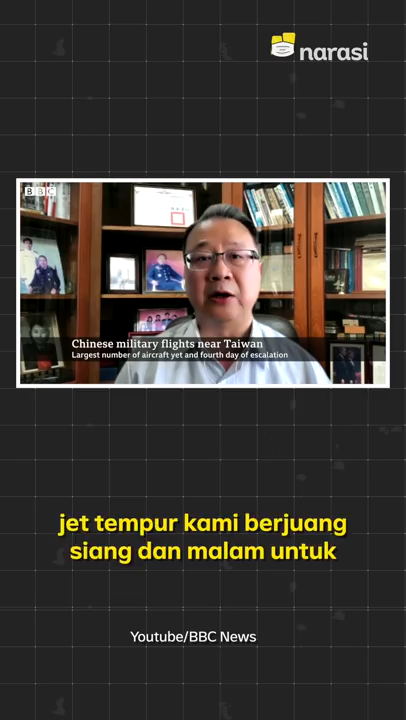 narasi
BBC
Chinese military flights near Taiwan
Largest number of aircraft yet and fourth day of escalation
jet tempur kami berjuang
siang dan malam untuk
Youtube/BBC News